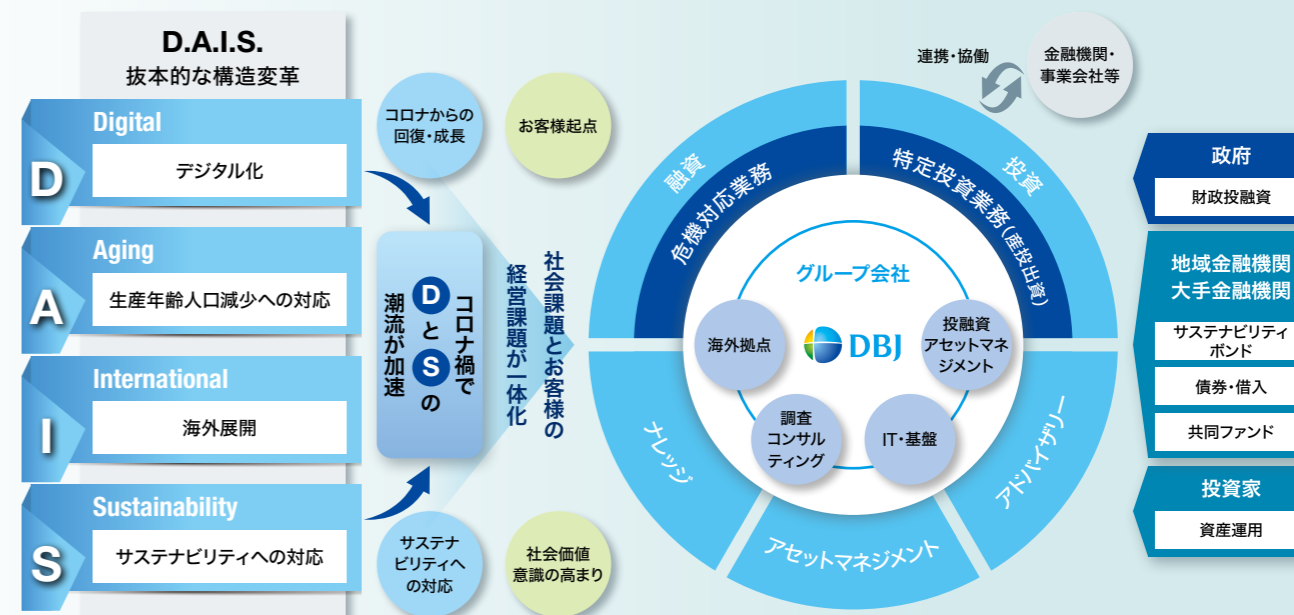 D.A.I.S.
抜本的な構造変革
D
Digital
デジタル化
A
Aging
生産年齢人口減少への対応
I
International
海外展開
S
Sustainability
サステナビリティへの対応
コロナからの
回復・成長
お客様起点
コロナ禍で
DとSの
潮流が加速
社会課題とお客様の
経営課題が一体化
サステナ
ビリティへ
の対応
社会価値
意識の高まり
連携・協働
金融機関・
事業会社等
融資
危機対応業務
投資
特定投資業務(産投出資)
ナレッジ
アセットマネジメント
アドバイザリー
グループ会社
DBJ
海外拠点
投融資
アセットマネ
ジメント
調査
コンサル
ティング
IT・基盤
政府
財政投融資
地域金融機関
大手金融機関
サステナビリティ
ボンド
債券・借入
共同ファンド
投資家
資産運用